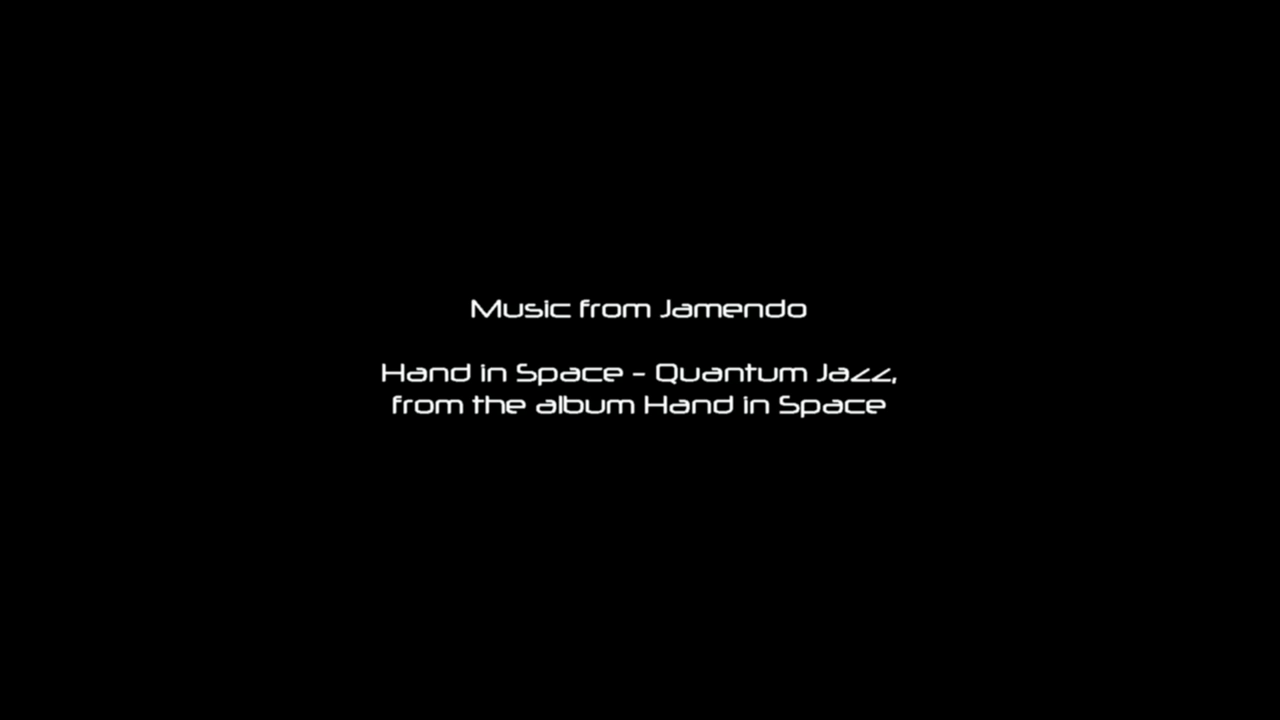 Music from Jamendo
Hand in Space - Quantum Jazz,
from the album Hand in Space